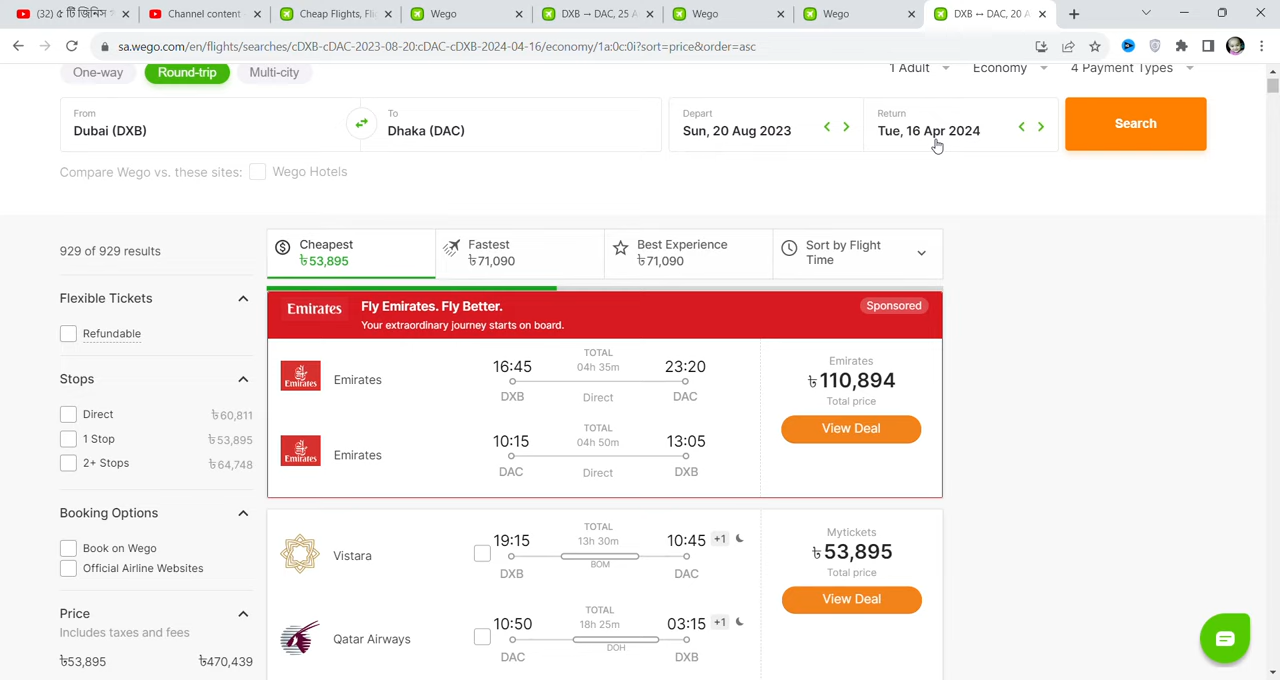 (32) ৫ টি জিনিস
Channel content -
Cheap Flights, Fli
Wego
DXB → DAC, 25 A
Wego
Wego
DXB ↔ DAC, 20 A
sa.wego.com/en/flights/searches/cDXB-cDAC-2023-08-20:cDAC-cDXB-2024-04-16/economy/1a:0c:0i?sort=price&order=asc
One-way
Round-trip
Multi-city
1 Adult
Economy
4 Payment Types
From
Dubai (DXB)
To
Dhaka (DAC)
Depart
Sun, 20 Aug 2023
Return
Tue, 16 Apr 2024
Search
Compare Wego vs. these sites:
Wego Hotels
929 of 929 results
Cheapest
৳53,895
Fastest
৳71,090
Best Experience
৳71,090
Sort by Flight
Time
Flexible Tickets
Refundable
Stops
Direct ৳60,811
1 Stop ৳53,895
2+ Stops ৳64,748
Booking Options
Book on Wego
Official Airline Websites
Price
Includes taxes and fees
৳53,895 ৳470,439
Emirates
Fly Emirates. Fly Better.
Your extraordinary journey starts on board.
Sponsored
Emirates
Emirates
16:45
DXB
TOTAL
04h 35m
Direct
23:20
DAC
Emirates
Emirates
10:15
DAC
TOTAL
04h 50m
Direct
13:05
DXB
Emirates
৳110,894
Total price
View Deal
Vistara
19:15
DXB
TOTAL
13h 30m
BOM
10:45 +1
DAC
Qatar Airways
10:50
DAC
TOTAL
18h 25m
DOH
03:15 +1
DXB
Mytickets
৳53,895
Total price
View Deal